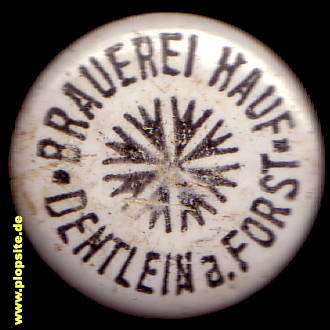 "BRAUEREI HAUF"
DENTLEIN a. FORST
www.plopsite.de